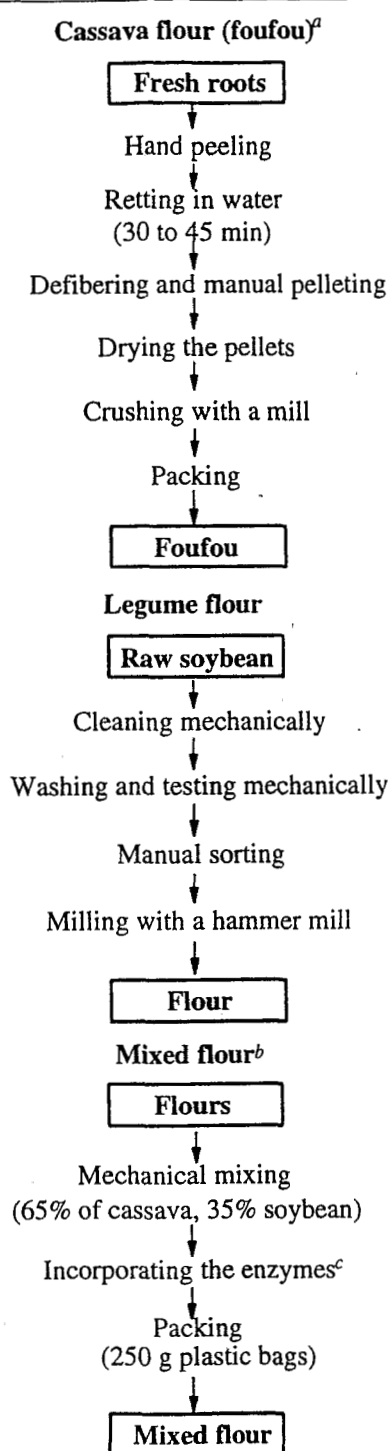 Cassava flour (foufou)a
Fresh roots
Hand peeling
Retting in water
(30 to 45 min)
Defibering and manual pelleting
Drying the pellets
Crushing with a mill
Packing
Foufou
Legume flour
Raw soybean
Cleaning mechanically
Washing and testing mechanically
Manual sorting
Milling with a hammer mill
Flour
Mixed flourb
Flours
Mechanical mixing
(65% of cassava, 35% soybean)
Incorporating the enzymesc
Packing
(250 g plastic bags)
Mixed flour